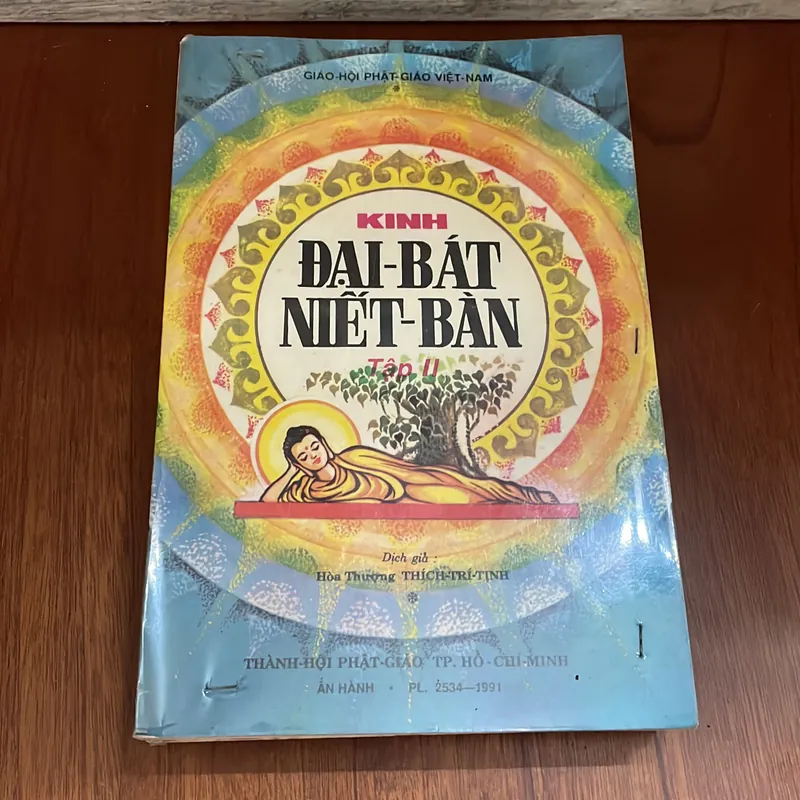 GIÁO-HỘI PHẬT-GIÁO VIỆT-NAM
*
KINH
ĐẠI-BÁT
NIẾT-BÀN
Tập II
Dịch giả :
Hòa Thượng THÍCH-TRÍ-TỊNH
*
THÀNH-HỘI PHẬT-GIÁO TP. HỒ-CHÍ-MINH
ẤN HÀNH • PL. 2534—1991